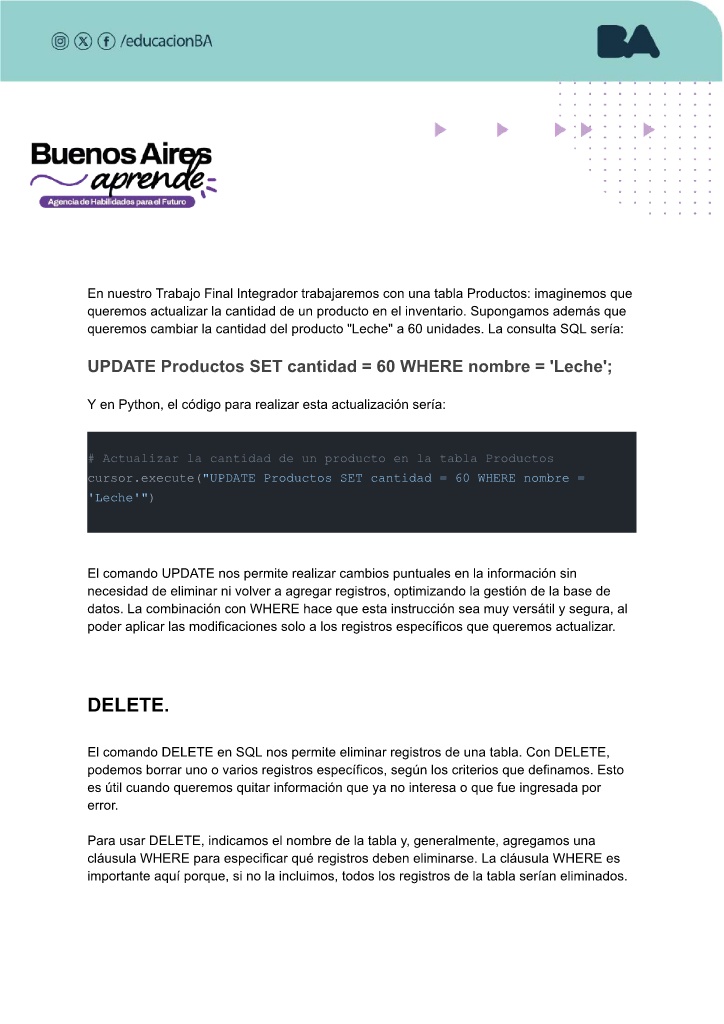 /educacionBA
BA
Buenos Aires
aprende
Agencia de Habilidades para el Futuro
En nuestro Trabajo Final Integrador trabajaremos con una tabla Productos: imaginemos que
queremos actualizar la cantidad de un producto en el inventario. Supongamos además que
queremos cambiar la cantidad del producto "Leche" a 60 unidades. La consulta SQL sería:
UPDATE Productos SET cantidad = 60 WHERE nombre = 'Leche';
Y en Python, el código para realizar esta actualización sería:
# Actualizar la cantidad de un producto en la tabla Productos
cursor.execute("UPDATE Productos SET cantidad = 60 WHERE nombre =
'Leche'")
El comando UPDATE nos permite realizar cambios puntuales en la información sin
necesidad de eliminar ni volver a agregar registros, optimizando la gestión de la base de
datos. La combinación con WHERE hace que esta instrucción sea muy versátil y segura, al
poder aplicar las modificaciones solo a los registros específicos que queremos actualizar.
DELETE.
El comando DELETE en SQL nos permite eliminar registros de una tabla. Con DELETE,
podemos borrar uno o varios registros específicos, según los criterios que definamos. Esto
es útil cuando queremos quitar información que ya no interesa o que fue ingresada por
error.
Para usar DELETE, indicamos el nombre de la tabla y, generalmente, agregamos una
cláusula WHERE para especificar qué registros deben eliminarse. La cláusula WHERE es
importante aquí porque, si no la incluimos, todos los registros de la tabla serían eliminados.